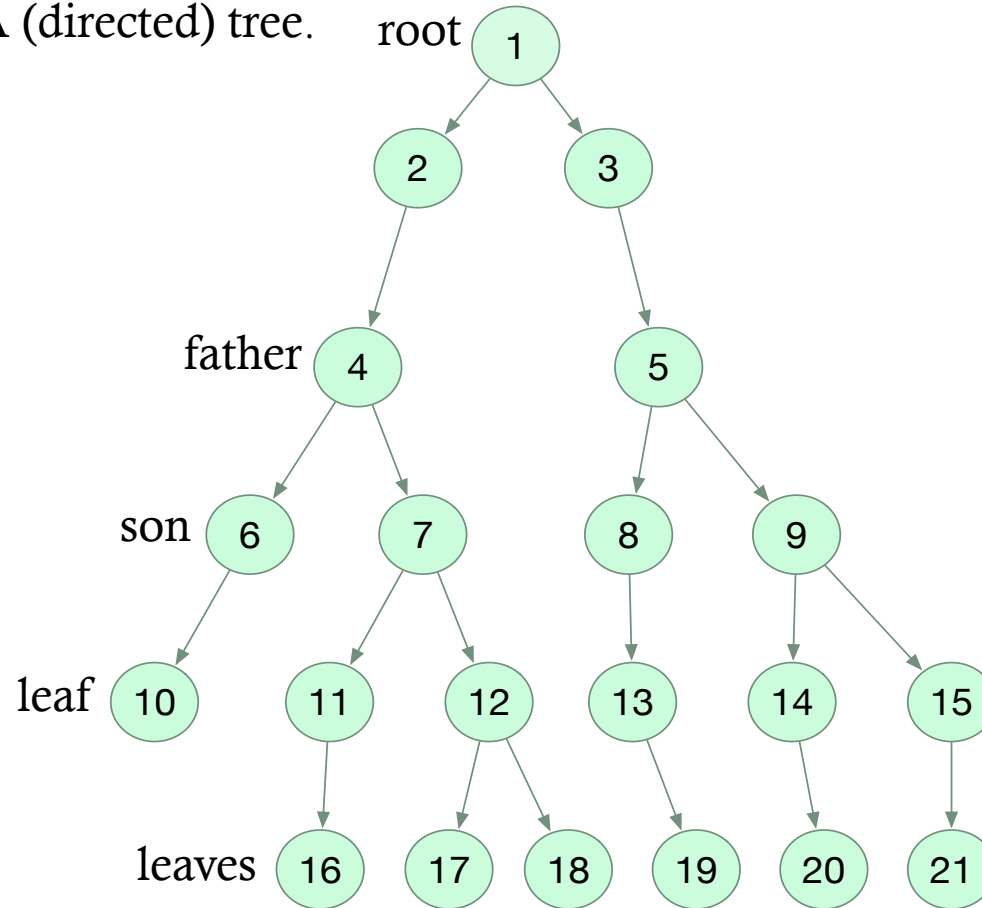 A (directed) tree.
root 1
2 3
father 4 5
son 6 7 8 9
leaf 10 11 12 13 14 15
leaves 16 17 18 19 20 21